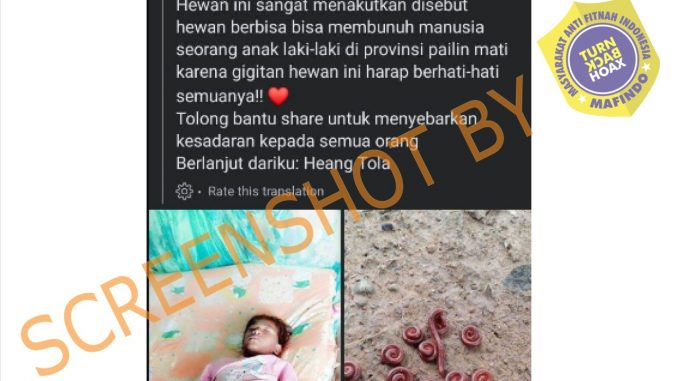 Hewan ini sangat menakutkan disebut
hewan berbisa bisa membunuh manusia
seorang anak laki-laki di provinsi pailin mati
karena gigitan hewan ini harap berhati-hati
semuanya!! ❤️
Tolong bantu share untuk menyebarkan
kesadaran kepada semua orang
Berlanjut dariku: Heang Tola
· Rate this translation
SCREENSHOT BY
MASYARAKAT ANTI FITNAH INDONESIA
TURN
BACK
HOAX
MAFINDO